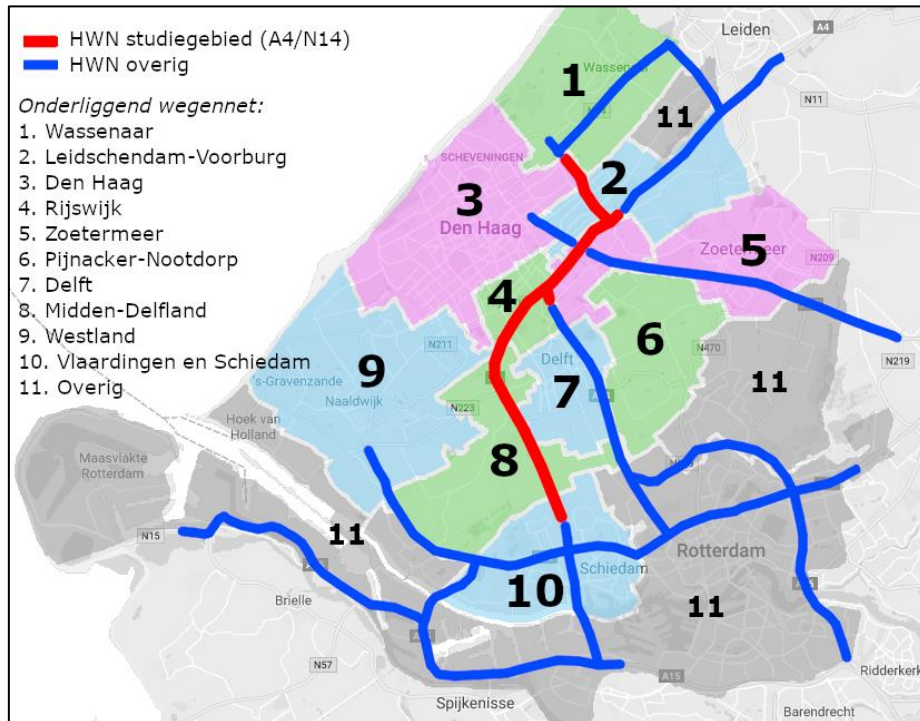 HWN studiegebied (A4/N14)
HWN overig
Onderliggend wegennet:
1. Wassenaar
2. Leidschendam-Voorburg
3. Den Haag
4. Rijswijk
5. Zoetermeer
6. Pijnacker-Nootdorp
7. Delft
8. Midden-Delfland
9. Westland
10. Vlaardingen en Schiedam
11. Overig
Leiden
A4
Wassenaar
1
N11
11
SCHEVENINGEN
2
3
Den Haag
5
Zoetermeer
N209
4
6
N211
N470
N219
9
Delft
7
11
's-Gravenzande
Naaldwijk
N223
Hoek van
Holland
8
Maasvlakte
Rotterdam
N15
11
Rotterdam
Schiedam
10
Brielle
11
N57
A15
Ridderkerk
Spijkenisse
Barendrecht